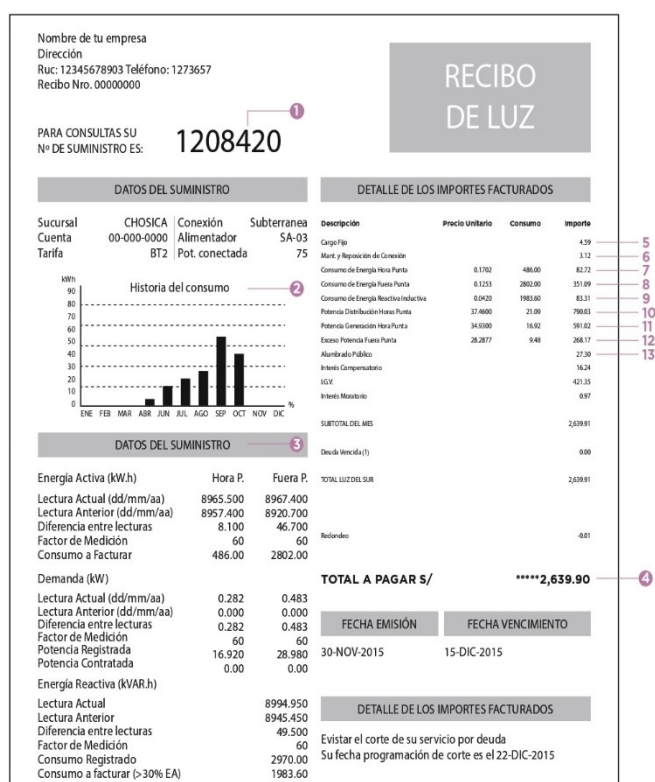 Nombre de tu empresa
Dirección
Ruc: 12345678903 Teléfono: 1273657
Recibo Nro. 00000000
RECIBO
DE LUZ
1
PARA CONSULTAS SU
Nº DE SUMINISTRO ES:
1208420
DATOS DEL SUMINISTRO
Sucursal CHOSICA Conexión Subterranea
Cuenta 00-000-0000 Alimentador SA-03
Tarifa BT2 Pot. conectada 75
kWh
Historia del consumo 2
90
80
70
60
50
40
30
20
10
0
ENE FEB MAR ABR JUN JUL AGO SEP OCT NOV DIC %
DATOS DEL SUMINISTRO 3
Energía Activa (kW.h) Hora P. Fuera P.
Lectura Actual (dd/mm/aa) 8965.500 8967.400
Lectura Anterior (dd/mm/aa) 8957.400 8920.700
Diferencia entre lecturas 8.100 46.700
Factor de Medición 60 60
Consumo a Facturar 486.00 2802.00
Demanda (kW)
Lectura Actual (dd/mm/aa) 0.282 0.483
Lectura Anterior (dd/mm/aa) 0.000 0.000
Diferencia entre lecturas 0.282 0.483
Factor de Medición 60 60
Potencia Registrada 16.920 28.980
Potencia Contratada 0.00 0.00
Energía Reactiva (kVAR.h)
Lectura Actual 8994.950
Lectura Anterior 8945.450
Diferencia entre lecturas 49.500
Factor de Medición 60
Consumo Registrado 2970.00
Consumo a facturar (>30% EA) 1983.60
DETALLE DE LOS IMPORTES FACTURADOS
Descripción Precio Unitario Consumo Importe
Cargo Fijo 4.59 5
Mant. y Reposición de Conexión 3.12 6
Consumo de Energía Hora Punta 0.1702 486.00 82.72 7
Consumo de Energía Fuera Punta 0.1253 2802.00 351.09 8
Consumo de Energía Reactiva Inductiva 0.0420 1983.60 83.31 9
Potencia Distribución Horas Punta 37.4600 21.09 790.03 10
Potencia Generación Hora Punta 34.9300 16.92 591.02 11
Exceso Potencia Fuera Punta 28.2877 9.48 268.17 12
Alumbrado Público 27.30 13
Interés Compensatorio 16.24
I.G.V. 421.35
Interés Moratorio 0.97
SUBTOTAL DEL MES 2,639.91
Deuda Vencida (1) 0.00
TOTAL LUZ DEL SUR 2,639.91
Redondeo -0.01
TOTAL A PAGAR S/ *****2,639.90 4
FECHA EMISIÓN FECHA VENCIMIENTO
30-NOV-2015 15-DIC-2015
DETALLE DE LOS IMPORTES FACTURADOS
Evistar el corte de su servicio por deuda
Su fecha programación de corte es el 22-DIC-2015